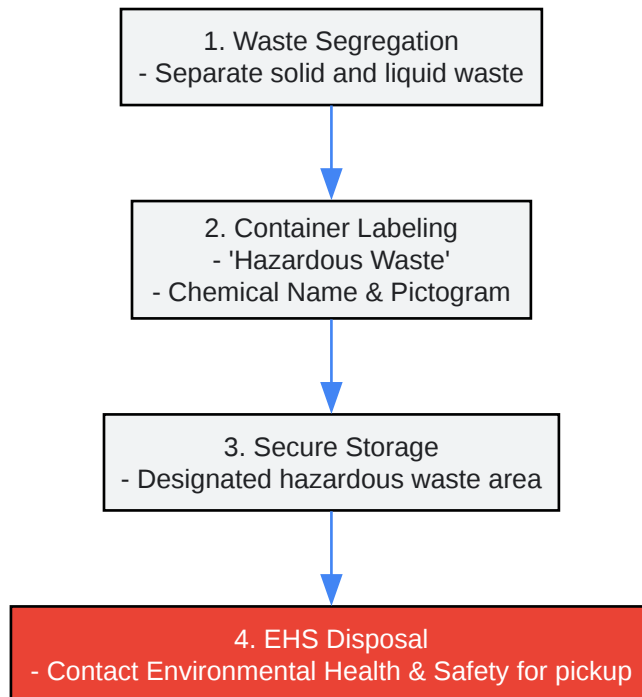 1. Waste Segregation
- Separate solid and liquid waste
2. Container Labeling
- 'Hazardous Waste'
- Chemical Name & Pictogram
3. Secure Storage
- Designated hazardous waste area
4. EHS Disposal
- Contact Environmental Health & Safety for pickup